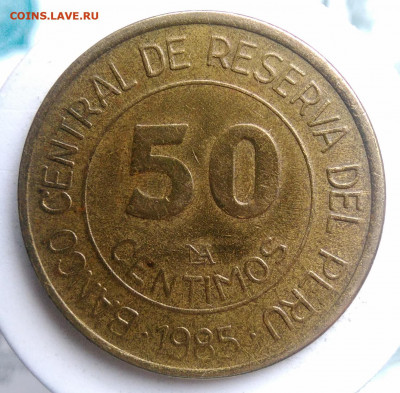 COINS.LAVE.RU
BANCO CENTRAL DE RESERVA DEL PERU
50
CENTIMOS
· 1985 ·